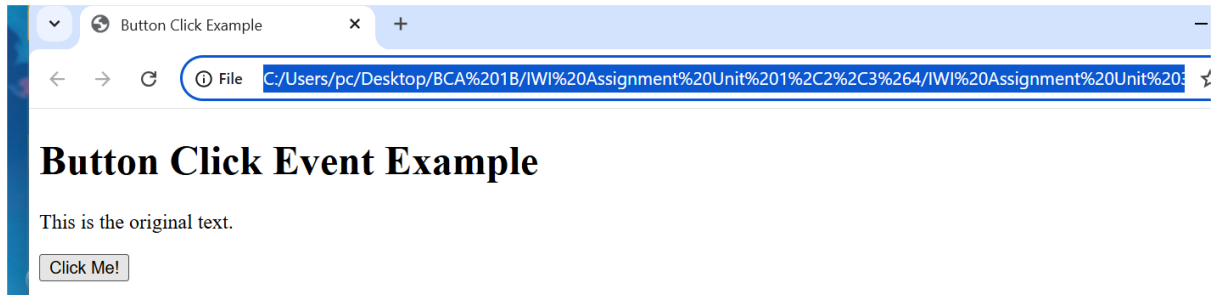 Button Click Example
File C:/Users/pc/Desktop/BCA%201B/IWI%20Assignment%20Unit%201%2C2%2C3%264/IWI%20Assignment%20Unit%203
Button Click Event Example
This is the original text.
Click Me!